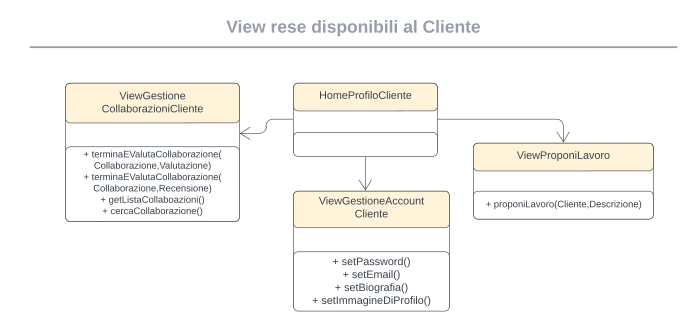 View rese disponibili al Cliente
ViewGestione
CollaborazioniCliente
+ terminaEValutaCollaborazione(
Collaborazione,Valutazione)
+ terminaEValutaCollaborazione(
Collaborazione,Recensione)
+ getListaCollaboazioni()
+ cercaCollaborazione()
HomeProfiloCliente
ViewGestioneAccount
Cliente
+ setPassword()
+ setEmail()
+ setBiografia()
+ setImmagineDiProfilo()
ViewProponiLavoro
+ proponiLavoro(Cliente,Descrizione)